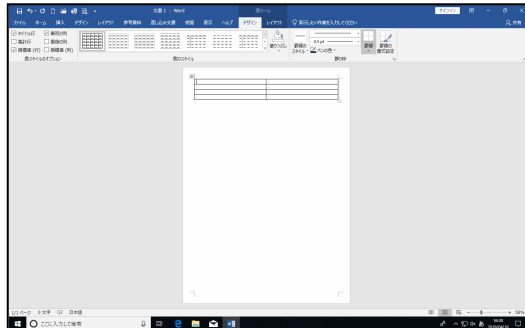 文書 1 - Word
表ツール
サインイン
ファイル ホーム 挿入 デザイン レイアウト 参考資料 差し込み文書 校閲 表示 ヘルプ デザイン レイアウト 実行したい作業を入力してください 共有
タイトル行 最初の列
集計行 最後の列
縞模様 (行) 縞模様 (列)
塗りつぶし
罫線の
スタイル
0.5 pt
ペンの色
罫線
罫線の
書式設定
表スタイルのオプション 表のスタイル 飾り枠
1/1 ページ 0 文字 日本語
50%
ここに入力して検索
16:30
2019/04/16